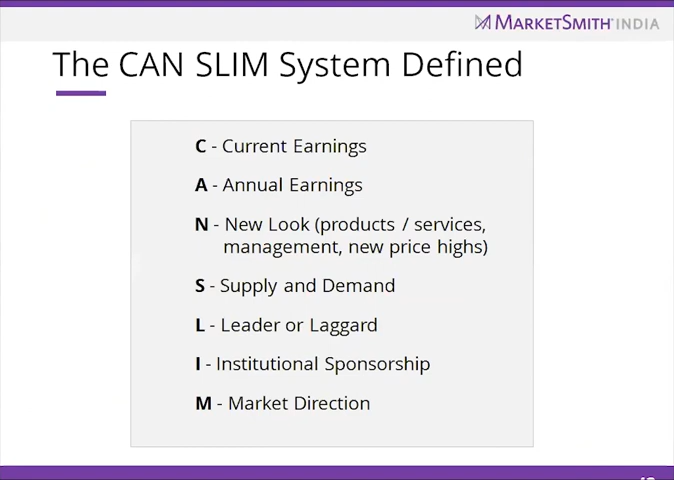 MARKETSMITH INDIA
The CAN SLIM System Defined
C - Current Earnings
A - Annual Earnings
N - New Look (products / services,
management, new price highs)
S - Supply and Demand
L - Leader or Laggard
I - Institutional Sponsorship
M - Market Direction